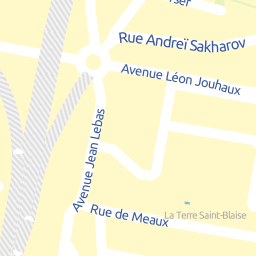 Rue Andreï Sakharov
Avenue Léon Jouhaux
Avenue Jean Lebas
Rue de Meaux
La Terre Saint-Blaise